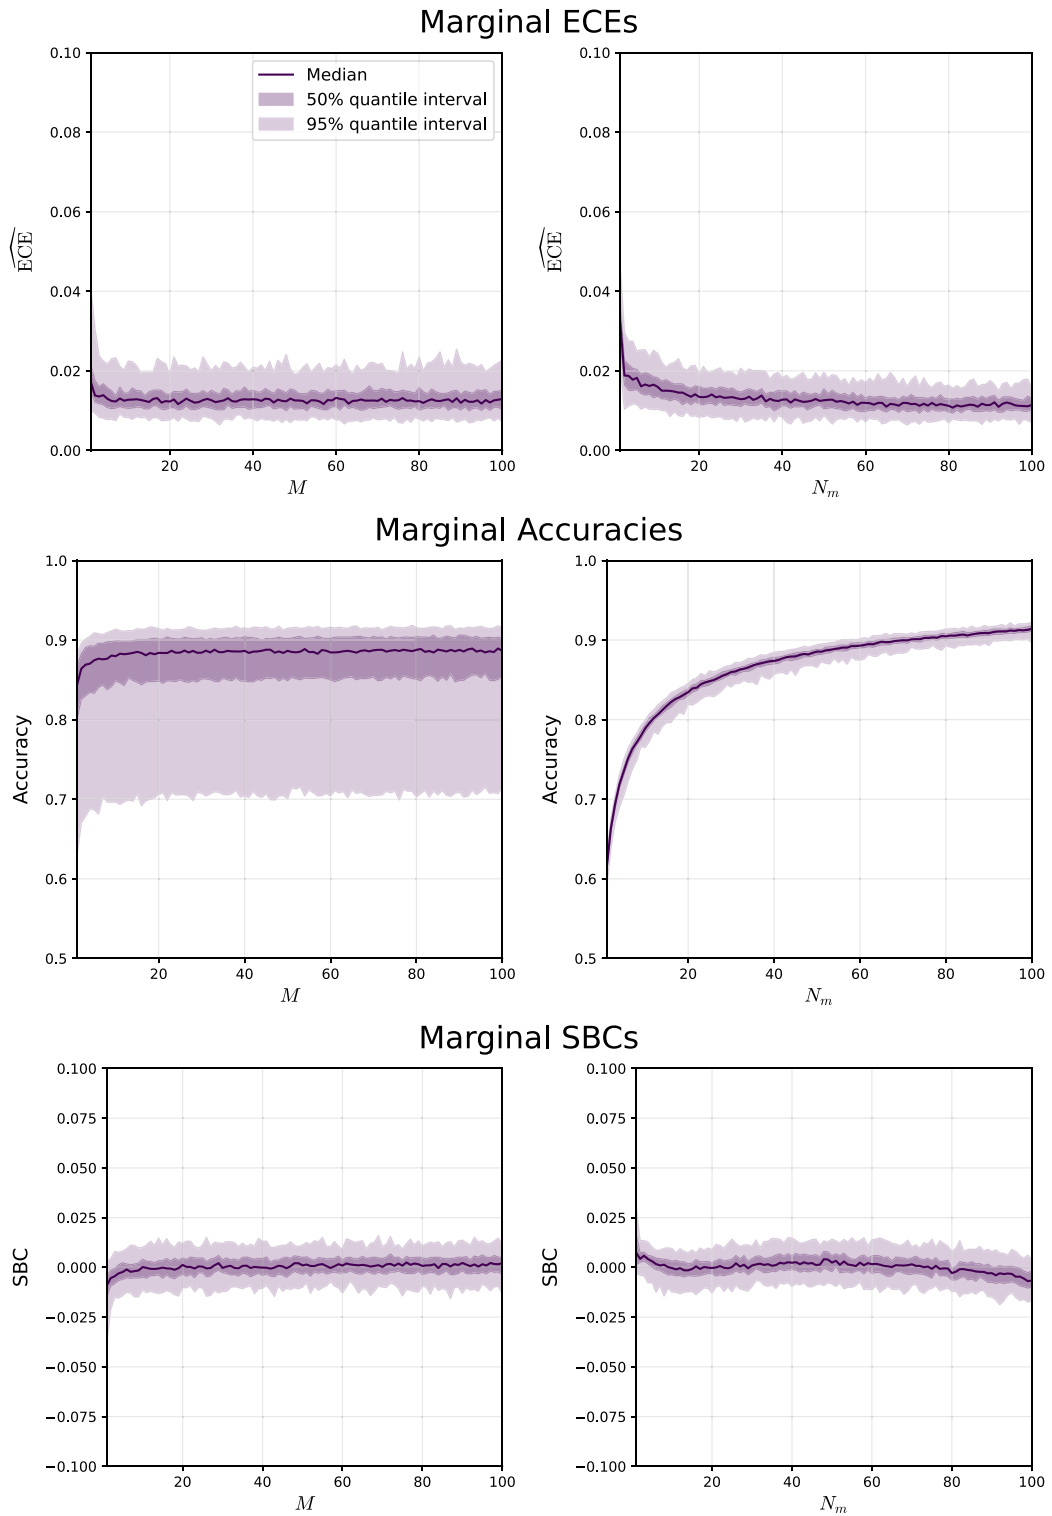 Marginal ECEs
0.10
0.08
0.06
0.04
0.02
0.00
ECE
Median
50% quantile interval
95% quantile interval
20 40 60 80 100
M
0.10
0.08
0.06
0.04
0.02
0.00
ECE
20 40 60 80 100
N_m
Marginal Accuracies
1.0
0.9
0.8
0.7
0.6
0.5
Accuracy
20 40 60 80 100
M
1.0
0.9
0.8
0.7
0.6
0.5
Accuracy
20 40 60 80 100
N_m
Marginal SBCs
0.100
0.075
0.050
0.025
0.000
−0.025
−0.050
−0.075
−0.100
SBC
20 40 60 80 100
M
0.100
0.075
0.050
0.025
0.000
−0.025
−0.050
−0.075
−0.100
SBC
20 40 60 80 100
N_m